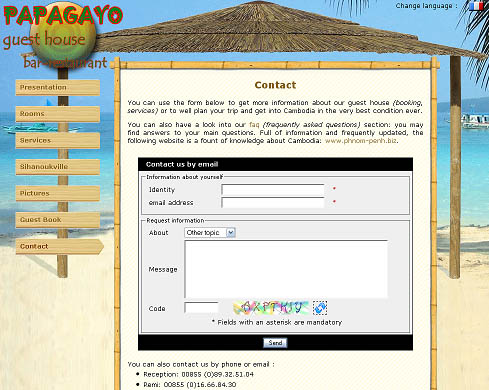 Change language :
PAPAGAYO
guest house
bar-restaurant
Presentation
Rooms
Services
Sihanoukville
Pictures
Guest Book
Contact
Contact
You can use the form below to get more information about our guest house (booking,
services) or to well plan your trip and get into Cambodia in the very best condition ever.
You can also have a look into our faq (frequently asked questions) section: you may
find answers to your main questions. Full of information and frequently updated, the
following website is a fount of knowledge about Cambodia: www.phnom-penh.biz.
Contact us by email
Information about yourself
Identity *
email address *
Request information
About Other topic
Message
Code
* Fields with an asterisk are mandatory
Send
You can also contact us by phone or email :
• Reception: 00855 (0)89.32.51.04
• Remi: 00855 (0)16.66.84.30